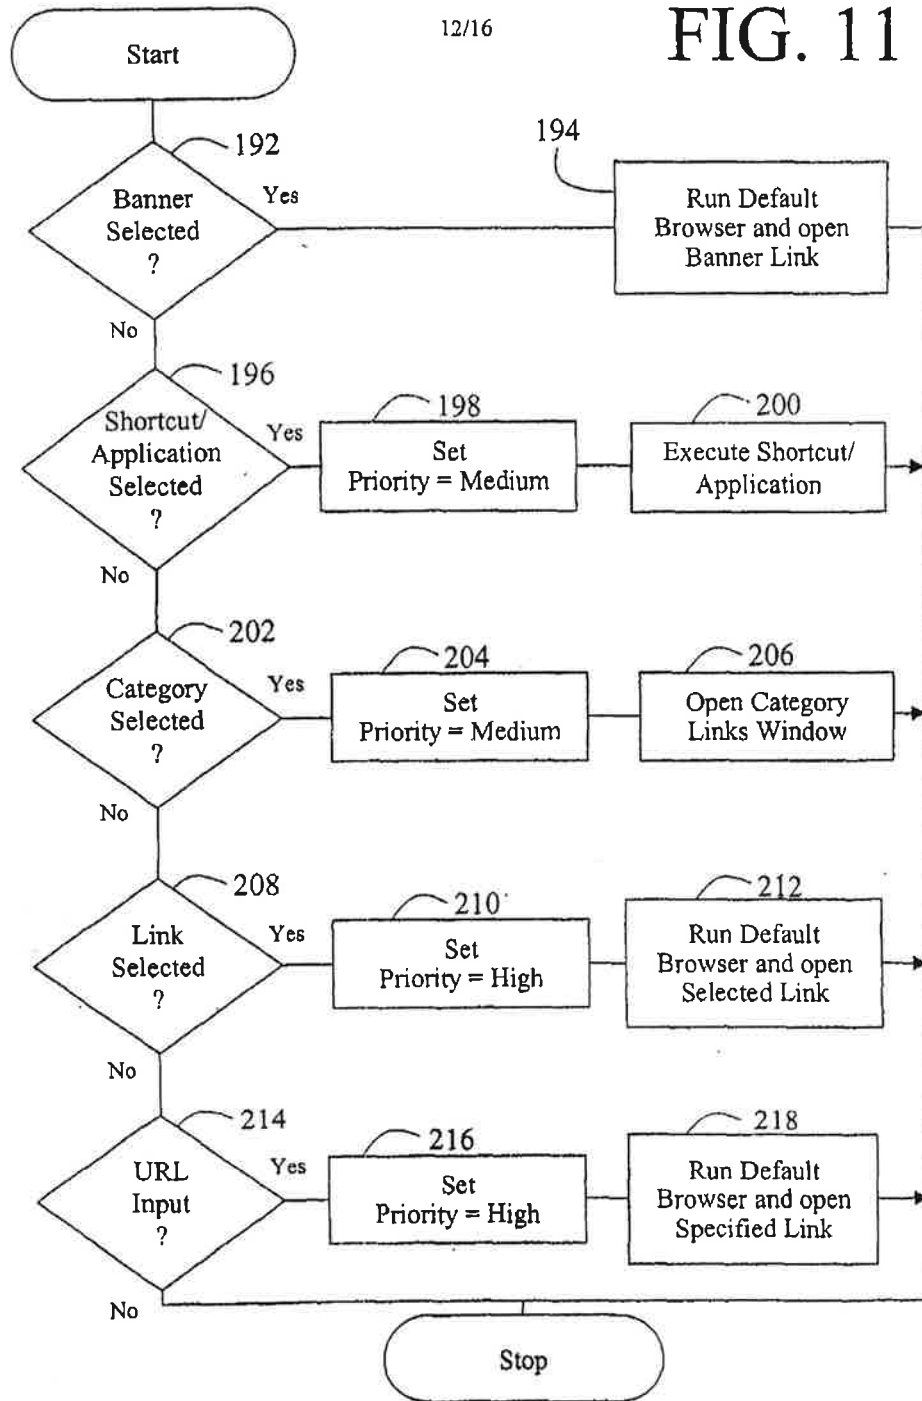 12/16
FIG. 11
Start
192
Banner
Selected
?
Yes
No
194
Run Default
Browser and open
Banner Link
196
Shortcut/
Application
Selected
?
Yes
No
198
Set
Priority = Medium
200
Execute Shortcut/
Application
202
Category
Selected
?
Yes
No
204
Set
Priority = Medium
206
Open Category
Links Window
208
Link
Selected
?
Yes
No
210
Set
Priority = High
212
Run Default
Browser and open
Selected Link
214
URL
Input
?
Yes
No
216
Set
Priority = High
218
Run Default
Browser and open
Specified Link
Stop